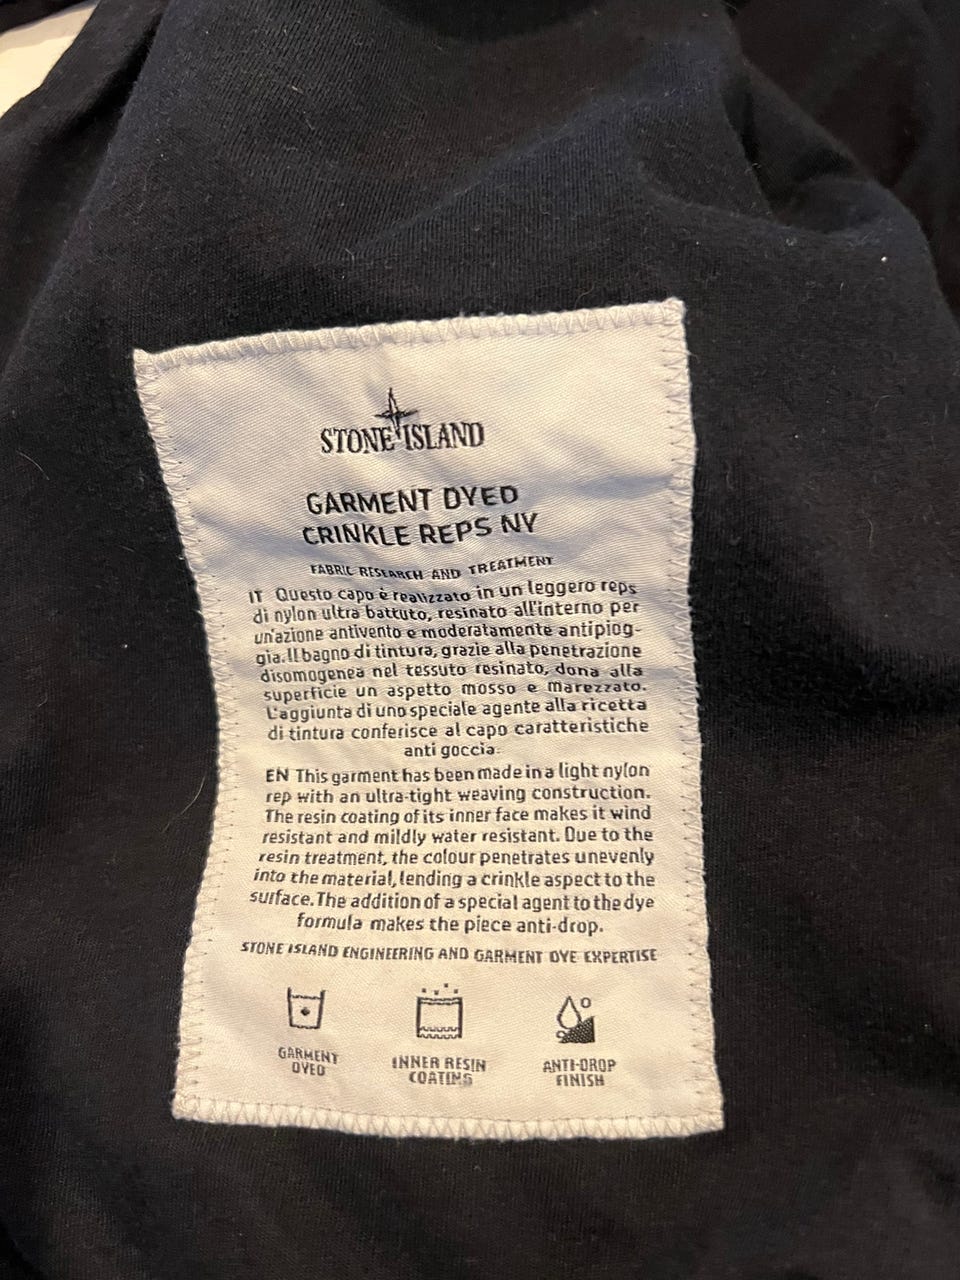 STONE ISLAND
GARMENT DYED
CRINKLE REPS NY
FABRIC RESEARCH AND TREATMENT
IT Questo capo è realizzato in un leggero reps
di nylon ultra battuto, resinato all'interno per
un'azione antivento e moderatamente antipiog-
gia. Il bagno di tintura, grazie alla penetrazione
disomogenea nel tessuto resinato, dona alla
superficie un aspetto mosso e marezzato.
L'aggiunta di uno speciale agente alla ricetta
di tintura conferisce al capo caratteristiche
anti goccia.
EN This garment has been made in a light nylon
rep with an ultra-tight weaving construction.
The resin coating of its inner face makes it wind
resistant and mildly water resistant. Due to the
resin treatment, the colour penetrates unevenly
into the material, lending a crinkle aspect to the
surface. The addition of a special agent to the dye
formula makes the piece anti-drop.
STONE ISLAND ENGINEERING AND GARMENT DYE EXPERTISE
GARMENT
DYED
INNER RESIN
COATING
ANTI-DROP
FINISH